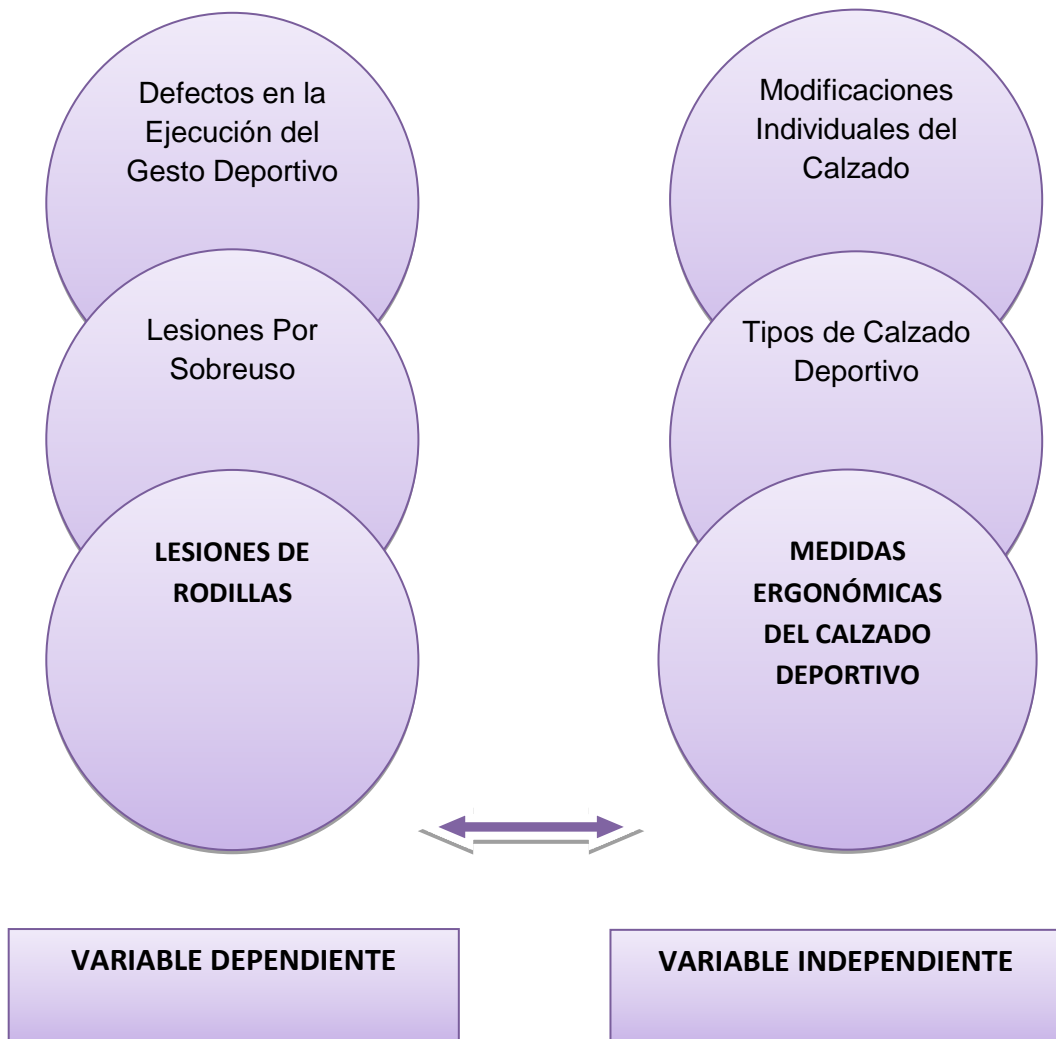 Defectos en la
Ejecución del
Gesto Deportivo
Lesiones Por
Sobreuso
LESIONES DE
RODILLAS
Modificaciones
Individuales del
Calzado
Tipos de Calzado
Deportivo
MEDIDAS
ERGONÓMICAS
DEL CALZADO
DEPORTIVO
VARIABLE DEPENDIENTE
VARIABLE INDEPENDIENTE